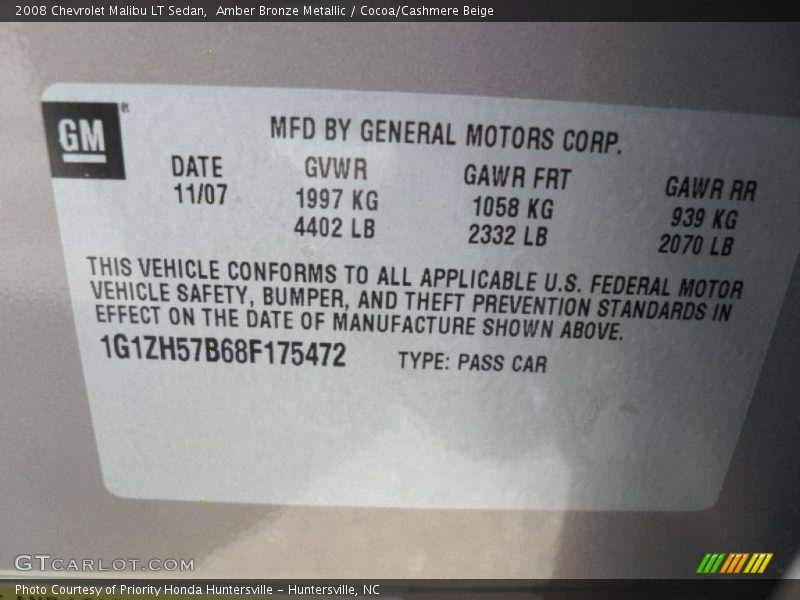 2008 Chevrolet Malibu LT Sedan,  Amber Bronze Metallic / Cocoa/Cashmere Beige
GM ®
MFD BY GENERAL MOTORS CORP.
DATE GVWR GAWR FRT GAWR RR
11/07 1997 KG 1058 KG 939 KG
4402 LB 2332 LB 2070 LB
THIS VEHICLE CONFORMS TO ALL APPLICABLE U.S. FEDERAL MOTOR
VEHICLE SAFETY, BUMPER, AND THEFT PREVENTION STANDARDS IN
EFFECT ON THE DATE OF MANUFACTURE SHOWN ABOVE.
1G1ZH57B68F175472 TYPE: PASS CAR
GTCARLOT.COM
Photo Courtesy of Priority Honda Huntersville – Huntersville, NC